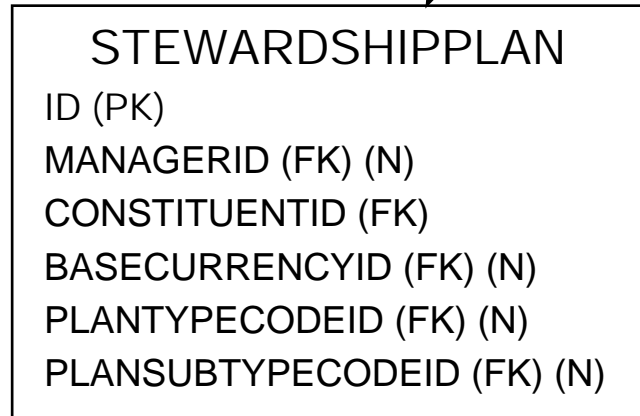 STEWARDSHIPPLAN
ID (PK)
MANAGERID (FK) (N)
CONSTITUENTID (FK)
BASECURRENCYID (FK) (N)
PLANTYPECODEID (FK) (N)
PLANSUBTYPECODEID (FK) (N)